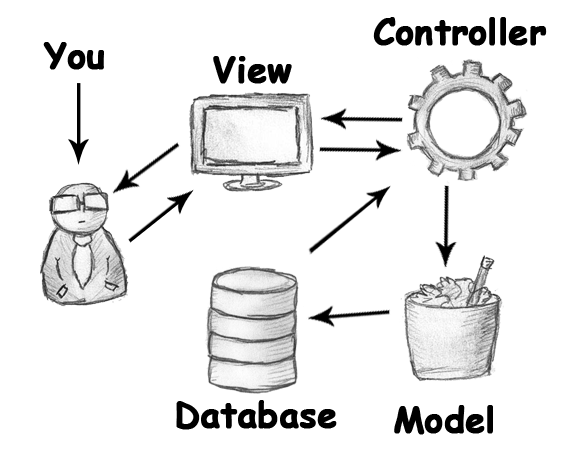 You
View
Controller
Database
Model